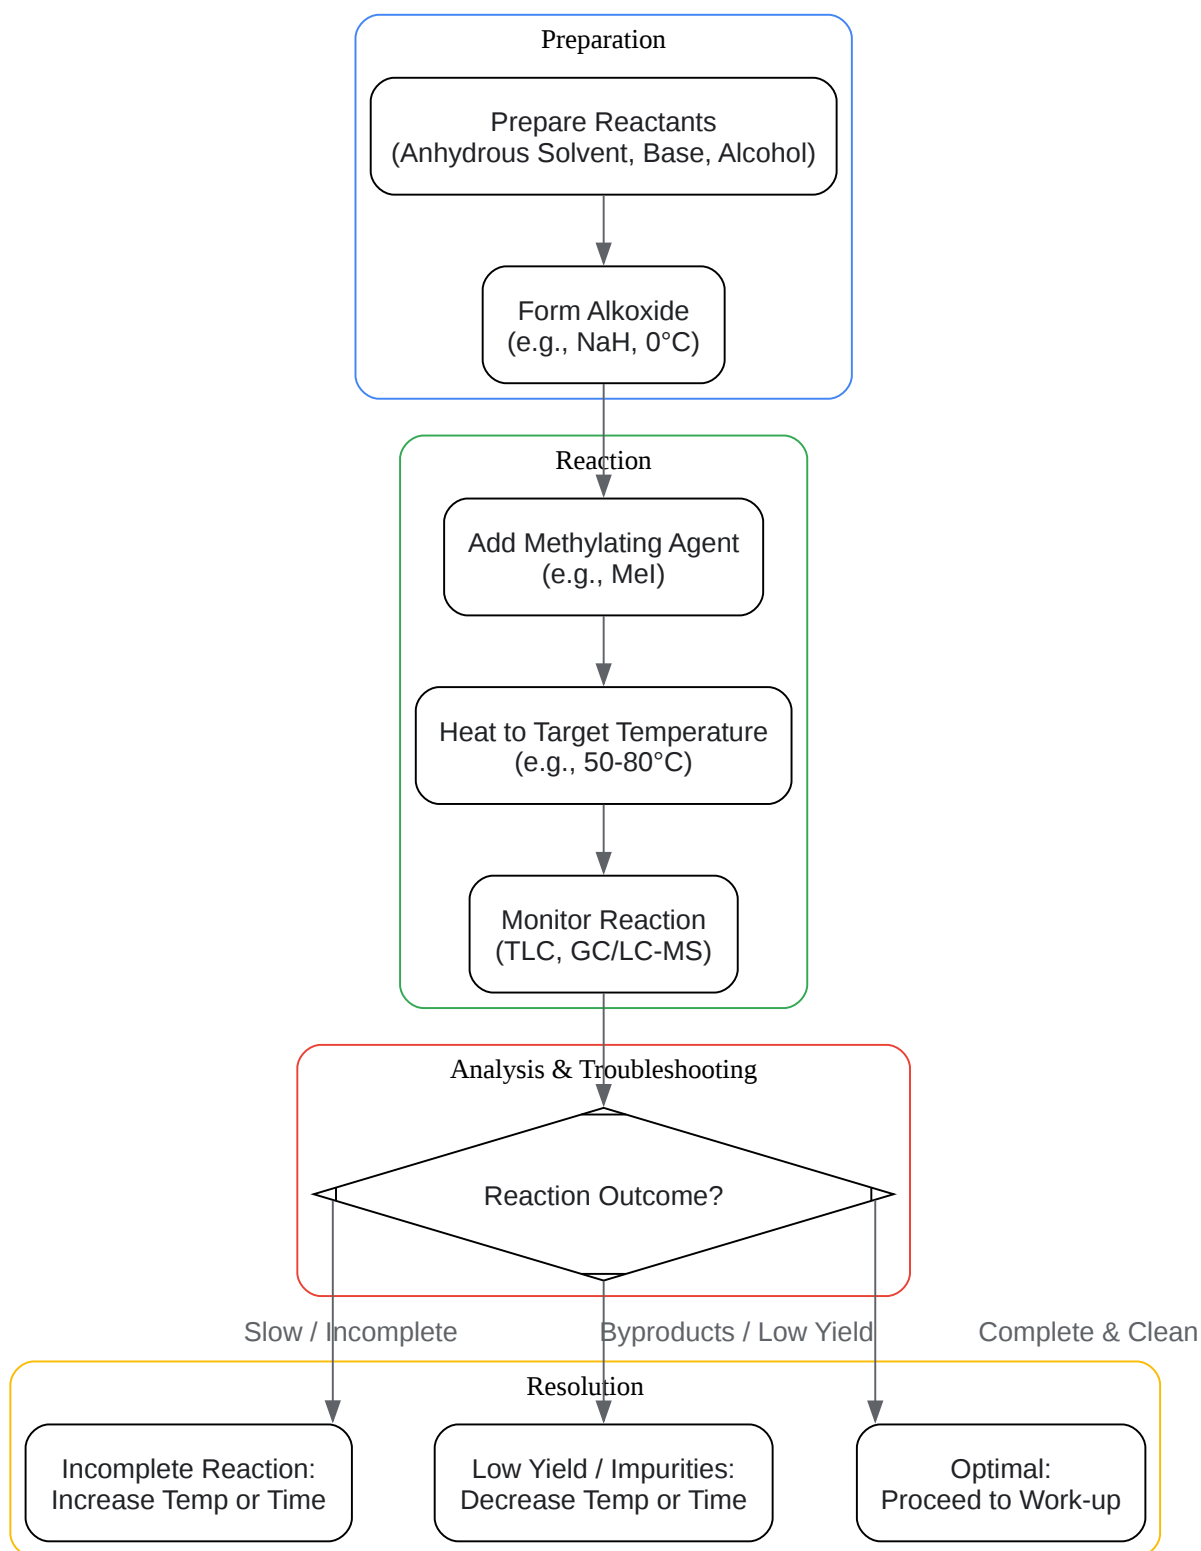 Preparation
Prepare Reactants
(Anhydrous Solvent, Base, Alcohol)
Form Alkoxide
(e.g., NaH, 0°C)
Reaction
Add Methylating Agent
(e.g., MeI)
Heat to Target Temperature
(e.g., 50-80°C)
Monitor Reaction
(TLC, GC/LC-MS)
Analysis & Troubleshooting
Reaction Outcome?
Slow / Incomplete
Byproducts / Low Yield
Complete & Clean
Resolution
Incomplete Reaction:
Increase Temp or Time
Low Yield / Impurities:
Decrease Temp or Time
Optimal:
Proceed to Work-up